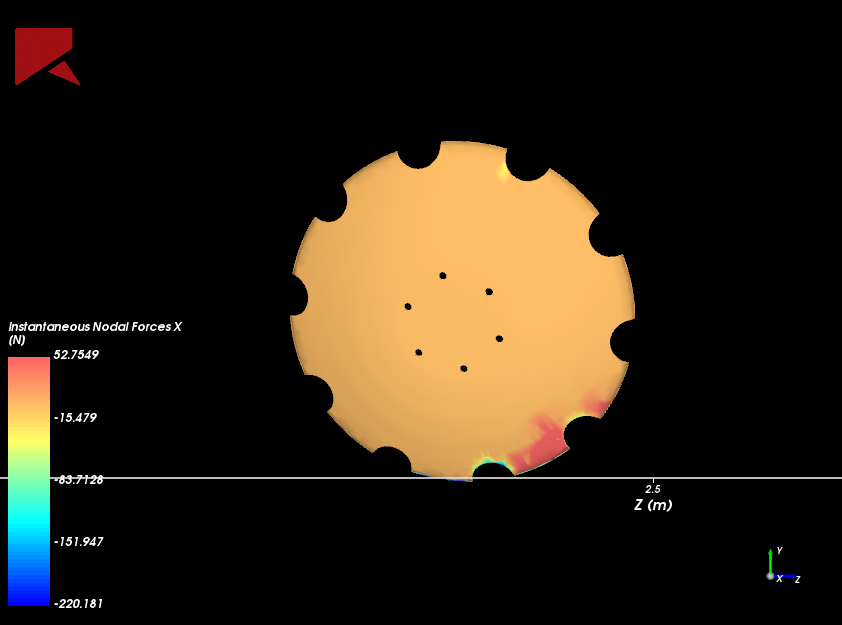 Instantaneous Nodal Forces X
(N)
52.7549
-15.479
-83.7128
-151.947
-220.181
2.5
Z (m)
Y
X Z